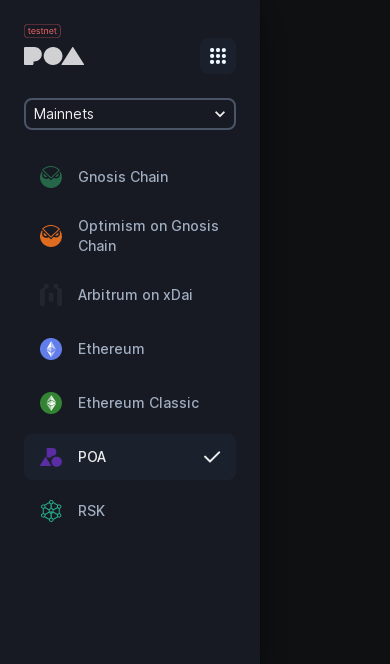 testnet
POA
Mainnets
Gnosis Chain
Optimism on Gnosis
Chain
Arbitrum on xDai
Ethereum
Ethereum Classic
POA
RSK